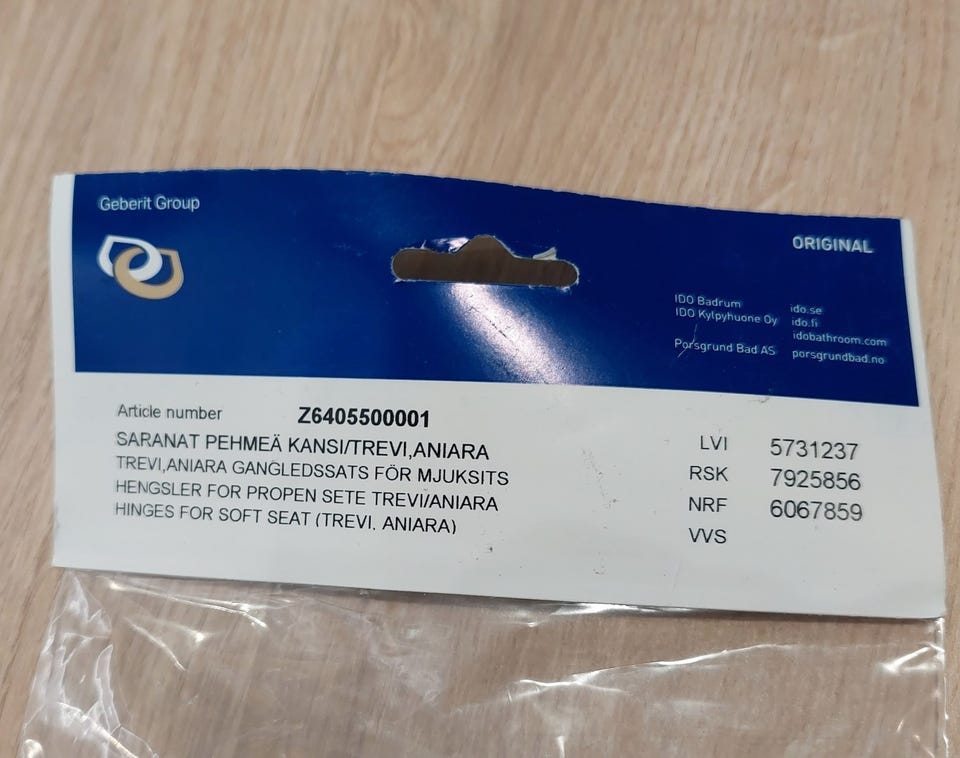 Geberit Group
ORIGINAL
IDO Badrum ido.se
IDO Kylpyhuone Oy ido.fi
idobathroom.com
Porsgrund Bad AS porsgrundbad.no
Article number Z6405500001
SARANAT PEHMEÄ KANSI/TREVI,ANIARA
TREVI,ANIARA GANGLEDSSATS FÖR MJUKSITS
HENGSLER FOR PROPEN SETE TREVI/ANIARA
HINGES FOR SOFT SEAT (TREVI, ANIARA)
LVI 5731237
RSK 7925856
NRF 6067859
VVS